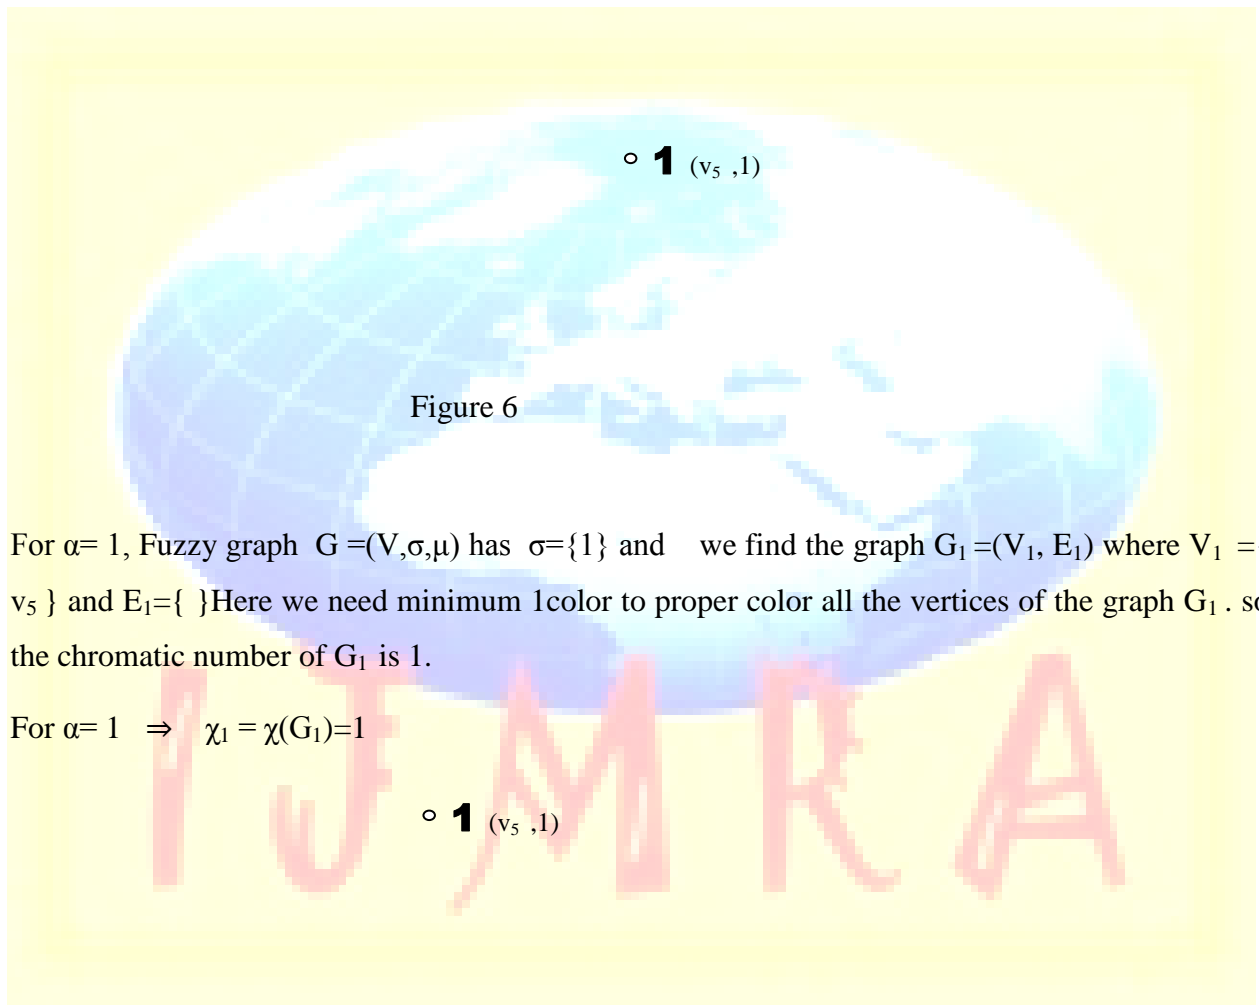 1 (v₅ ,1)
Figure 6
For α= 1, Fuzzy graph G =(V,σ,μ) has σ={1} and we find the graph G₁ =(V₁, E₁) where V₁ =
v₅ } and E₁={ }Here we need minimum 1color to proper color all the vertices of the graph G₁ . so
the chromatic number of G₁ is 1.
For α= 1 ⇒ χ₁ = χ(G₁)=1
1 (v₅ ,1)
IJMRA